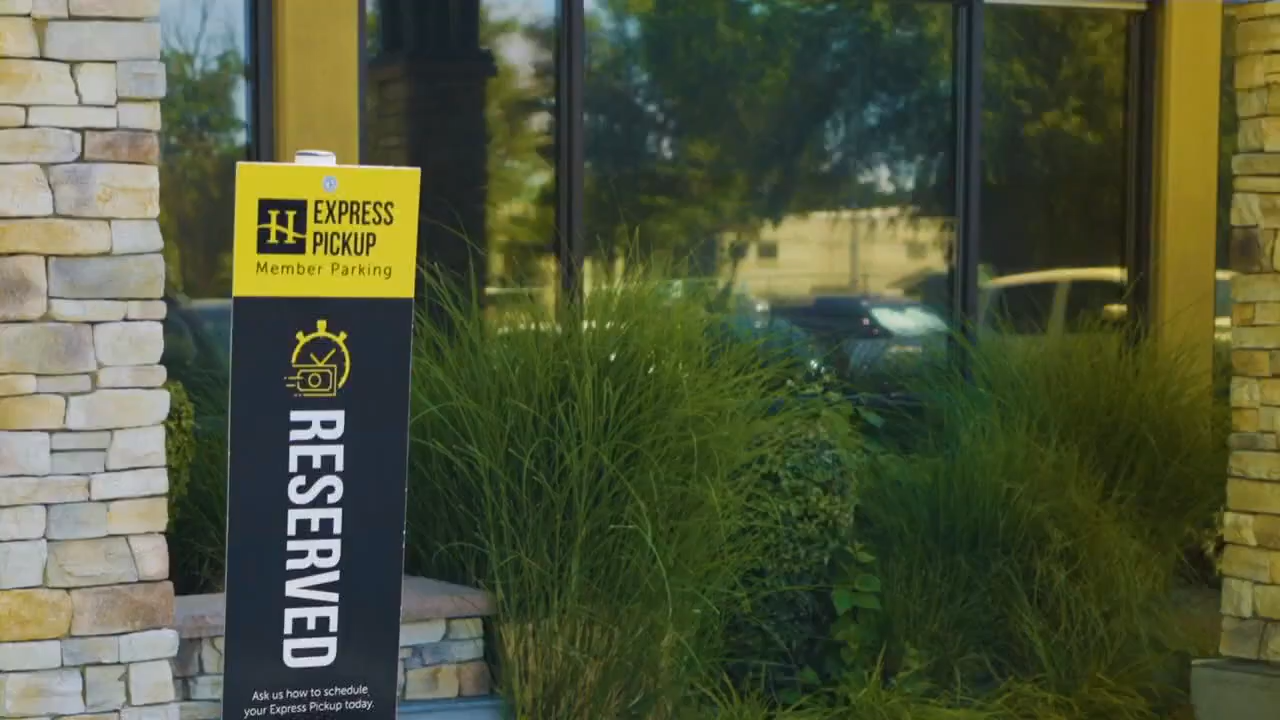 H
EXPRESS
PICKUP
Member Parking
RESERVED
Ask us how to schedule
your Express Pickup today.